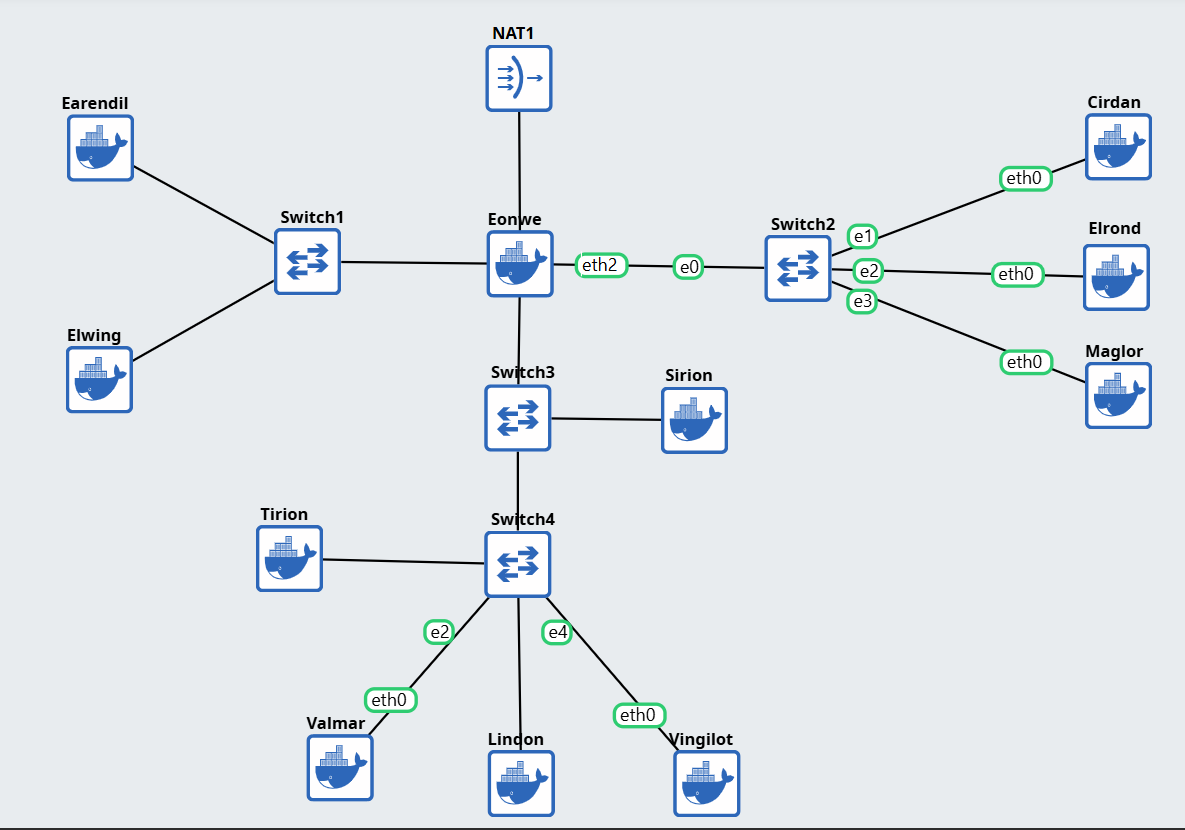 NAT1
Earendil
Cirdan
eth0
Switch1
Eonwe
Switch2
Elrond
e1
eth2
e0
e2
eth0
e3
Elwing
Switch3
Sirion
eth0
Maglor
Tirion
Switch4
e2
e4
eth0
eth0
Valmar
Lindon
Vingilot